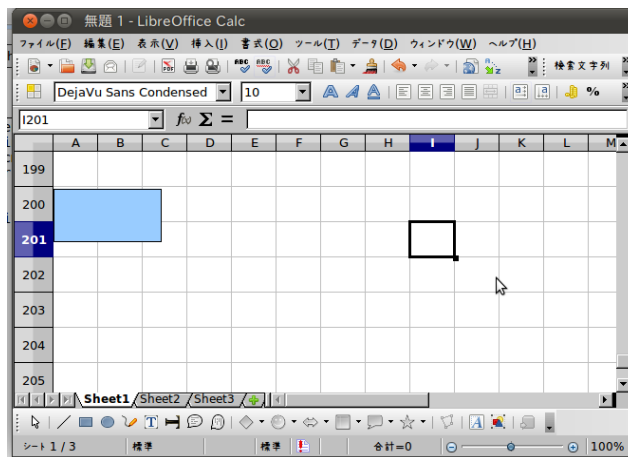 無題 1 - LibreOffice Calc
ファイル(F) 編集(E) 表示(V) 挿入(I) 書式(O) ツール(T) データ(D) ウィンドウ(W) ヘルプ(H)
検索文字列
DejaVu Sans Condensed 10 %
I201 f(x) Σ =
A B C D E F G H I J K L M
199
200
201
202
203
204
205
Sheet1 Sheet2 Sheet3
シート 1 / 3 標準 標準 合計=0 100%